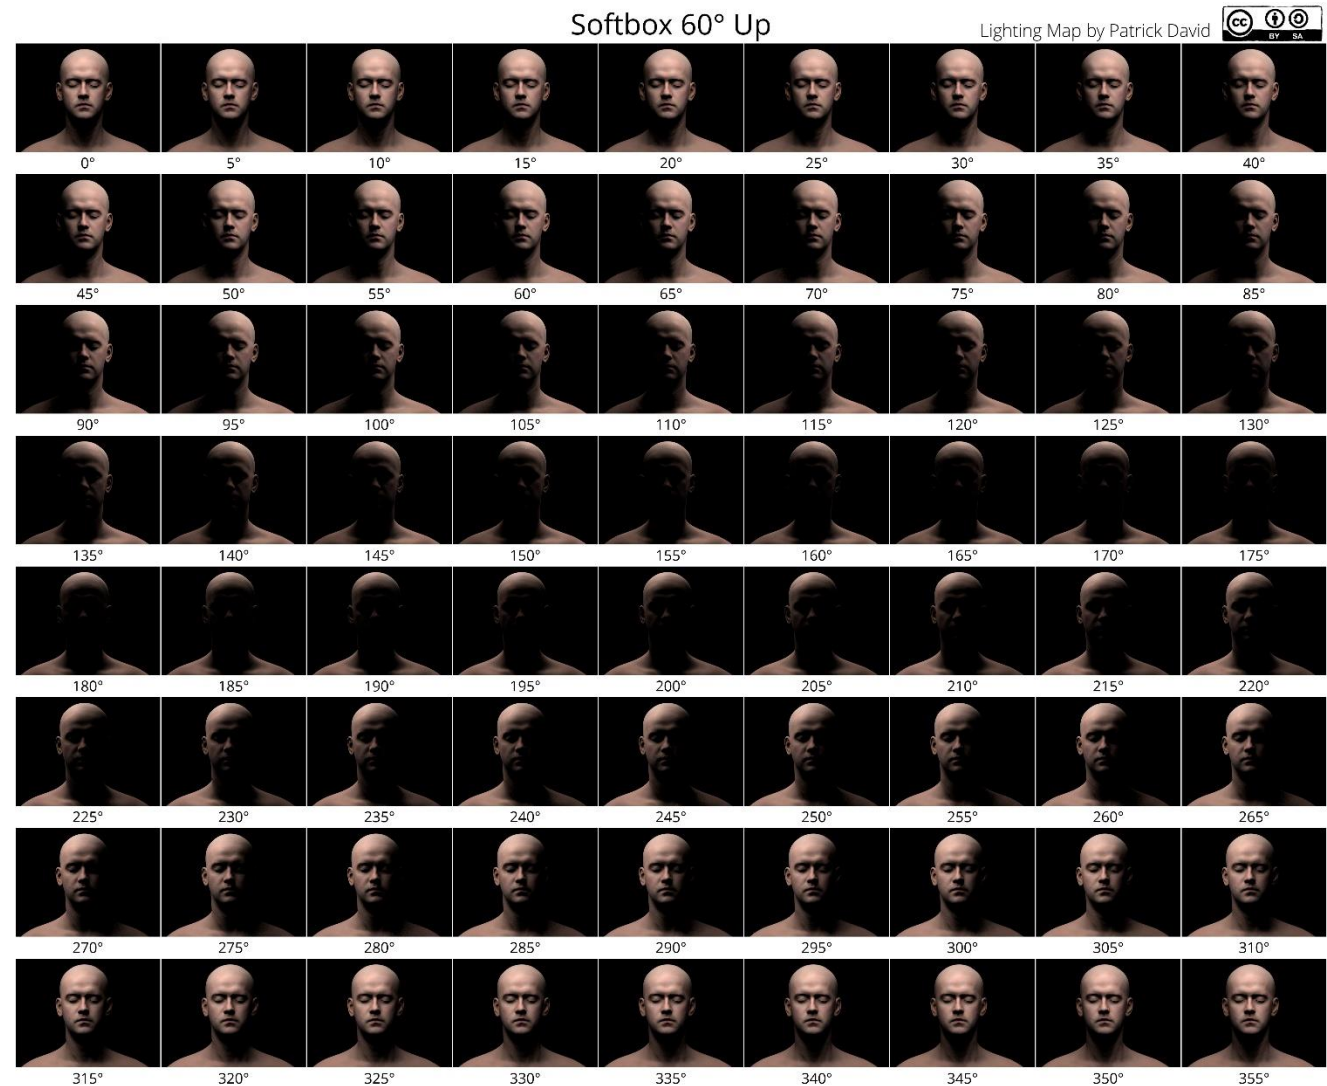 Softbox 60° Up
Lighting Map by Patrick David
cc
BY SA
0° 5° 10° 15° 20° 25° 30° 35° 40°
45° 50° 55° 60° 65° 70° 75° 80° 85°
90° 95° 100° 105° 110° 115° 120° 125° 130°
135° 140° 145° 150° 155° 160° 165° 170° 175°
180° 185° 190° 195° 200° 205° 210° 215° 220°
225° 230° 235° 240° 245° 250° 255° 260° 265°
270° 275° 280° 285° 290° 295° 300° 305° 310°
315° 320° 325° 330° 335° 340° 345° 350° 355°